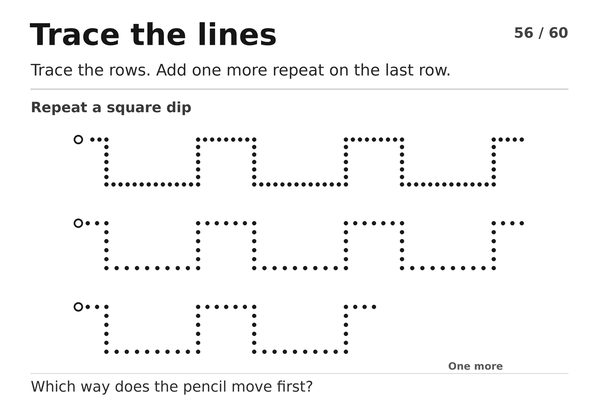 Trace the lines
56 / 60
Trace the rows. Add one more repeat on the last row.
Repeat a square dip
One more
Which way does the pencil move first?